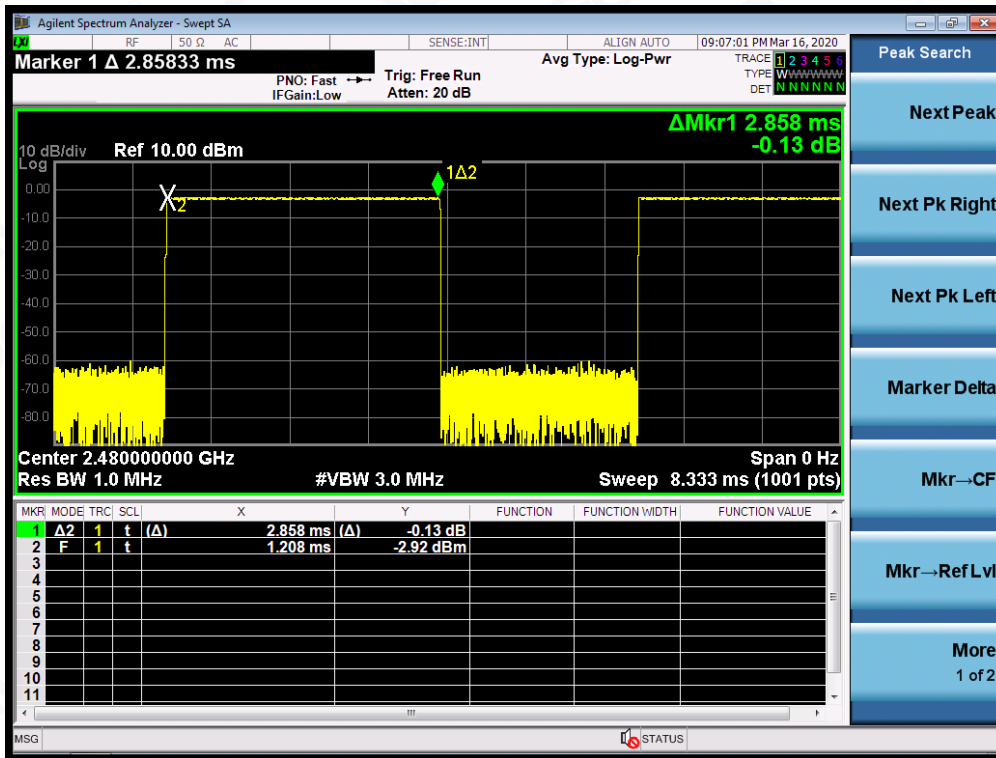 Agilent Spectrum Analyzer - Swept SA
LXI RF 50 Ω AC SENSE:INT ALIGN AUTO 09:07:01 PM Mar 16, 2020
Marker 1 Δ 2.85833 ms
PNO: Fast
IFGain:Low
Trig: Free Run
Atten: 20 dB
Avg Type: Log-Pwr
TRACE 1 2 3 4 5 6
TYPE WWWWWWW
DET N N N N N N
ΔMkr1 2.858 ms
-0.13 dB
10 dB/div Ref 10.00 dBm
Log
0.00
-10.0
-20.0
-30.0
-40.0
-50.0
-60.0
-70.0
-80.0
1Δ2
2
Center 2.480000000 GHz Span 0 Hz
Res BW 1.0 MHz #VBW 3.0 MHz Sweep 8.333 ms (1001 pts)
MKR MODE TRC SCL X Y FUNCTION FUNCTION WIDTH FUNCTION VALUE
1 Δ2 1 t (Δ) 2.858 ms (Δ) -0.13 dB
2 F 1 t 1.208 ms -2.92 dBm
3
4
5
6
7
8
9
10
11
MSG STATUS
Peak Search
Next Peak
Next Pk Right
Next Pk Left
Marker Delta
Mkr→CF
Mkr→Ref Lvl
More
1 of 2